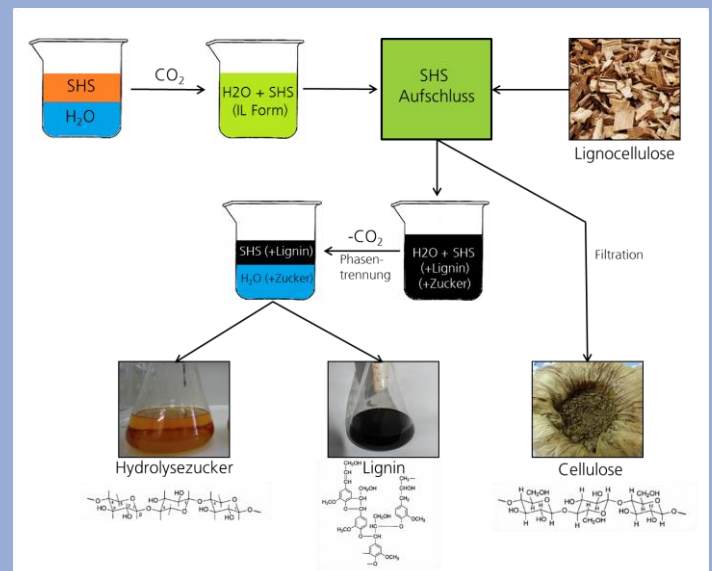 SHS
H₂O
CO₂
H2O + SHS
(IL Form)
SHS
Aufschluss
Lignocellulose
SHS (+Lignin)
H₂O (+Zucker)
-CO₂
Phasen-
trennung
H2O + SHS
(+Lignin)
(+Zucker)
Filtration
Hydrolysezucker
Lignin
Cellulose